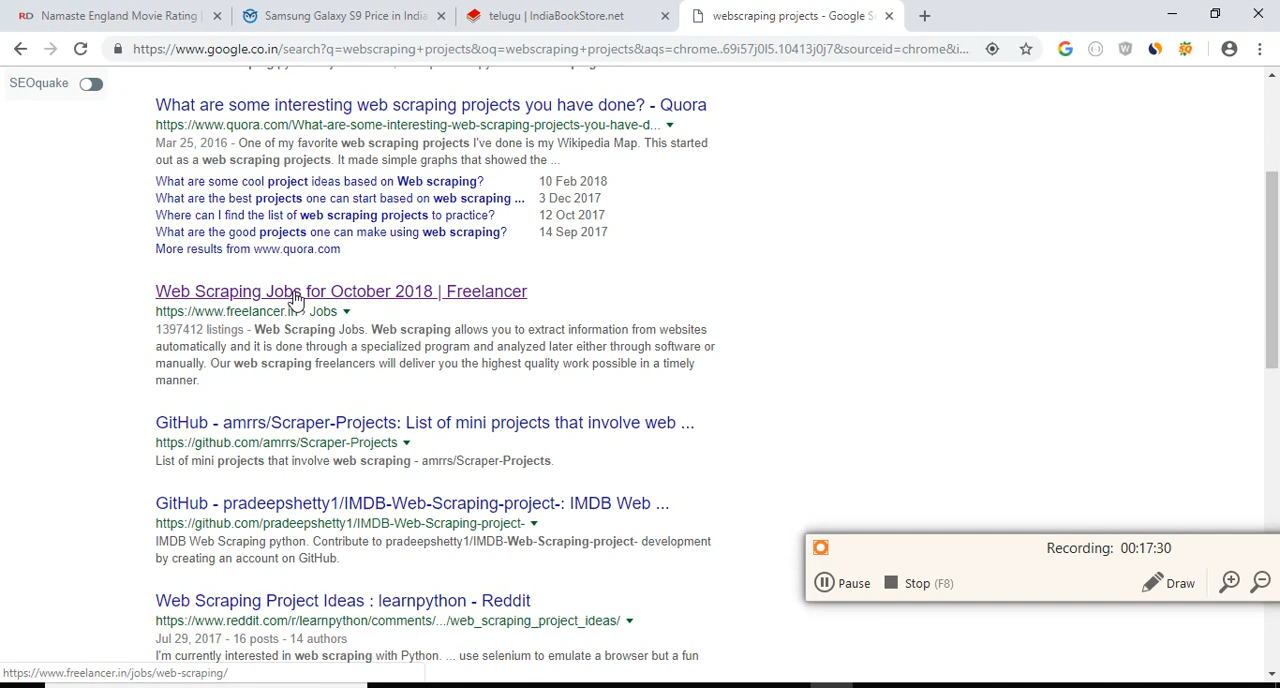 Namaste England Movie Rating
Samsung Galaxy S9 Price in India
telugu | IndiaBookStore.net
webscraping projects - Google S
https://www.google.co.in/search?q=webscraping+projects&oq=webscraping+projects&aqs=chrome..69i57j0l5.10413j0j7&sourceid=chrome&i...
SEOquake
What are some interesting web scraping projects you have done? - Quora
https://www.quora.com/What-are-some-interesting-web-scraping-projects-you-have-d...
Mar 25, 2016 - One of my favorite web scraping projects I've done is my Wikipedia Map. This started
out as a web scraping projects. It made simple graphs that showed the ...
What are some cool project ideas based on Web scraping? 10 Feb 2018
What are the best projects one can start based on web scraping ... 3 Dec 2017
Where can I find the list of web scraping projects to practice? 12 Oct 2017
What are the good projects one can make using web scraping? 14 Sep 2017
More results from www.quora.com
Web Scraping Jobs for October 2018 | Freelancer
https://www.freelancer.in › Jobs
1397412 listings - Web Scraping Jobs. Web scraping allows you to extract information from websites
automatically and it is done through a specialized program and analyzed later either through software or
manually. Our web scraping freelancers will deliver you the highest quality work possible in a timely
manner.
GitHub - amrrs/Scraper-Projects: List of mini projects that involve web ...
https://github.com/amrrs/Scraper-Projects
List of mini projects that involve web scraping - amrrs/Scraper-Projects.
GitHub - pradeepshetty1/IMDB-Web-Scraping-project-: IMDB Web ...
https://github.com/pradeepshetty1/IMDB-Web-Scraping-project-
IMDB Web Scraping python. Contribute to pradeepshetty1/IMDB-Web-Scraping-project- development
by creating an account on GitHub.
Recording: 00:17:30
Pause Stop (F8) Draw
Web Scraping Project Ideas : learnpython - Reddit
https://www.reddit.com/r/learnpython/comments/.../web_scraping_project_ideas/
Jul 29, 2017 - 16 posts - 14 authors
I'm currently interested in web scraping with Python. ... use selenium to emulate a browser but a fun
https://www.freelancer.in/jobs/web-scraping/